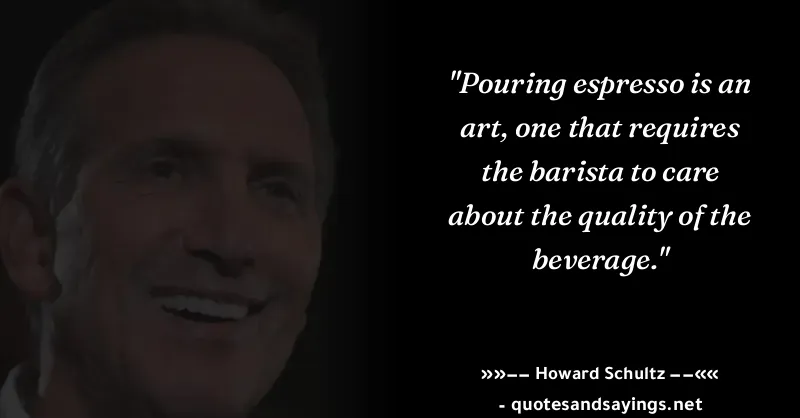 "Pouring espresso is an
art, one that requires
the barista to care
about the quality of the
beverage."
»»–– Howard Schultz ––««
- quotesandsayings.net